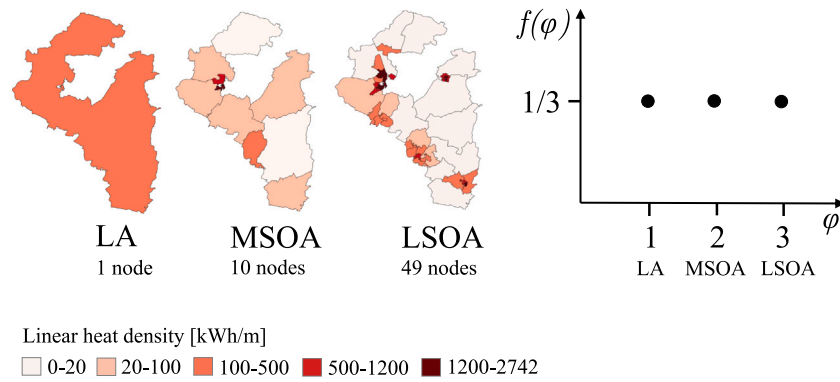 LA
1 node
MSOA
10 nodes
LSOA
49 nodes
f(φ)
1/3
1
2
3
φ
LA
MSOA
LSOA
Linear heat density [kWh/m]
0-20
20-100
100-500
500-1200
1200-2742